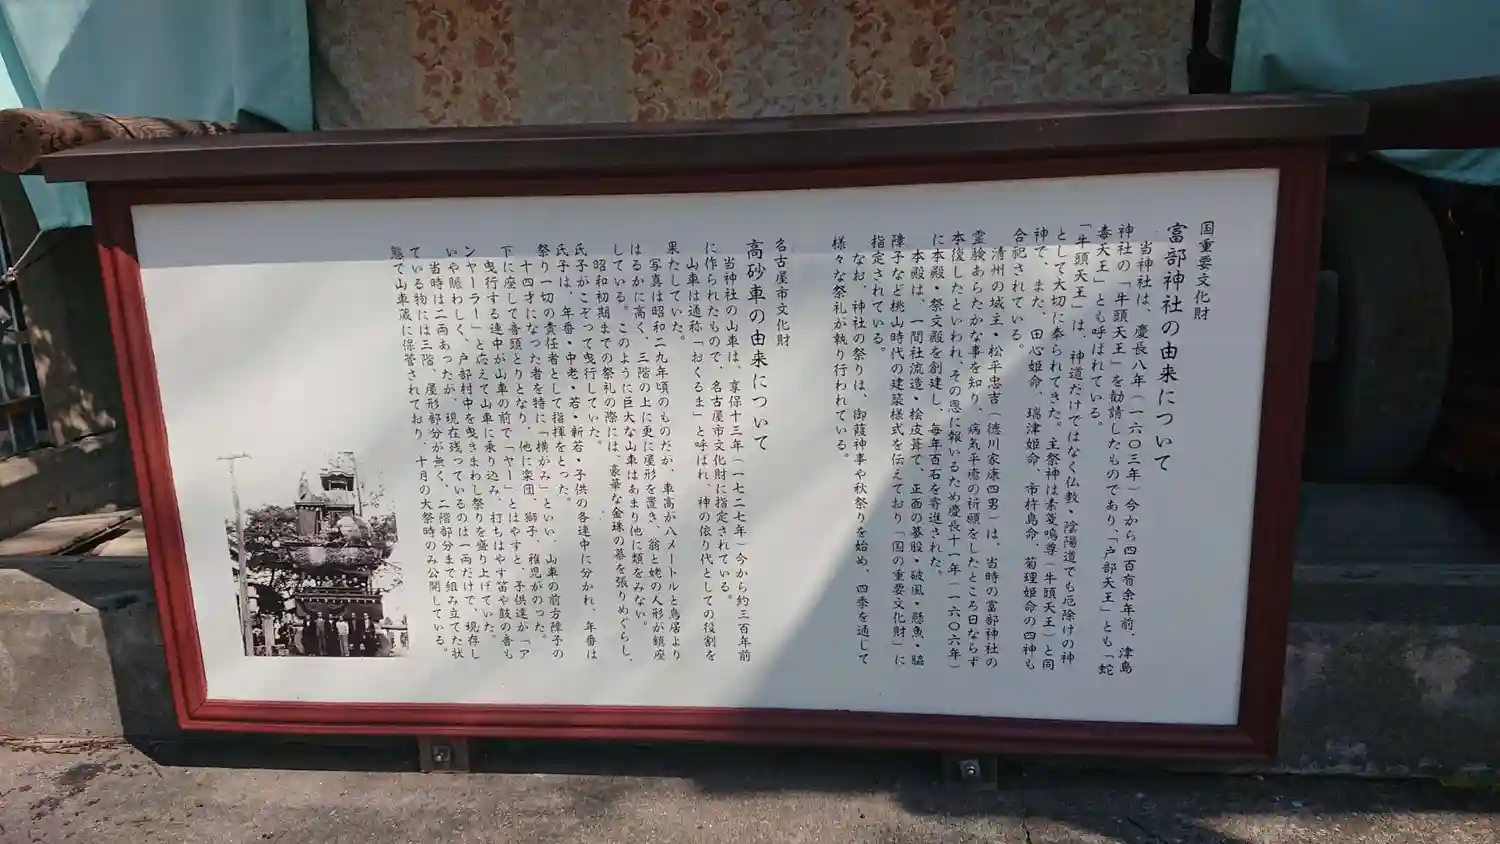 国重要文化財
富部神社の由来について
当神社は、慶長八年（一六〇三年）今から四百有余年前、津島
神社の「牛頭天王」を勧請したものであり、「戸部天王」とも「蛇
毒天王」とも呼ばれている。
「牛頭天王」は、神道だけではなく仏教・陰陽道でも厄除けの神
として大切に奉られてきた。主祭神は素戔嗚尊（牛頭天王）と同
神で、また、田心姫命、瑞津姫命、市杵島命、菊理姫命の四神も
合祀されている。
清州の城主・松平忠吉（徳川家康四男）は、当時の富部神社の
霊験あらたかな事を知り、病気平癒の祈願をしたところ日ならず
本復したといわれ、その恩に報いるため慶長十一年（一六〇六年）
に本殿・祭文殿を創建し、毎年百石を寄進された。
本殿は、一間社流造・桧皮葺で、正面の蟇股・破風・懸魚・脇
障子など桃山時代の建築様式を伝えており「国の重要文化財」に
指定されている。
なお、神社の祭りは、御葭神事や秋祭りを始め、四季を通して
様々な祭礼が執り行われている。
名古屋市文化財
高砂車の由来について
当神社の山車は、享保十三年（一七二七年）今から約三百年前
に作られたもので、名古屋市文化財に指定されている。
山車は通称「おくるま」と呼ばれ、神の依り代としての役割を
果たしていた。
写真は昭和二九年頃のものだが、車高が八メートルと鳥居より
はるかに高く、三階の上に更に屋形を置き、翁と姥の人形が鎮座
している。このように巨大な山車はあまり他に類をみない。
昭和初期までの祭礼の際には、豪華な金珠の幕を張りめぐらし、
氏子がこぞって曳行していた。
氏子は、年番・中老・若・新若・子供の各連中に分かれ、年番は
祭り一切の責任者として指揮をとった。
十四才になった者を特に「横がみ」といい、山車の前方障子の
下に座して音頭とりとなり、他に楽団、獅子、稚児がのった。
曳行する連中が山車の前で「ヤー」とはやすと、子供達が「ア
ンヤーラー」と応えて山車に乗り込み、打ちはやす笛や鼓の音も
いや賑わしく、戸部村中を曳きまわし祭りを盛り上げていた。
当時は二両あったが、現在残っているのは一両だけで、現存し
ている物には三階、屋形部分が無く、二階部分まで組み立てた状
態で山車蔵に保管されており、十月の大祭時のみ公開している。